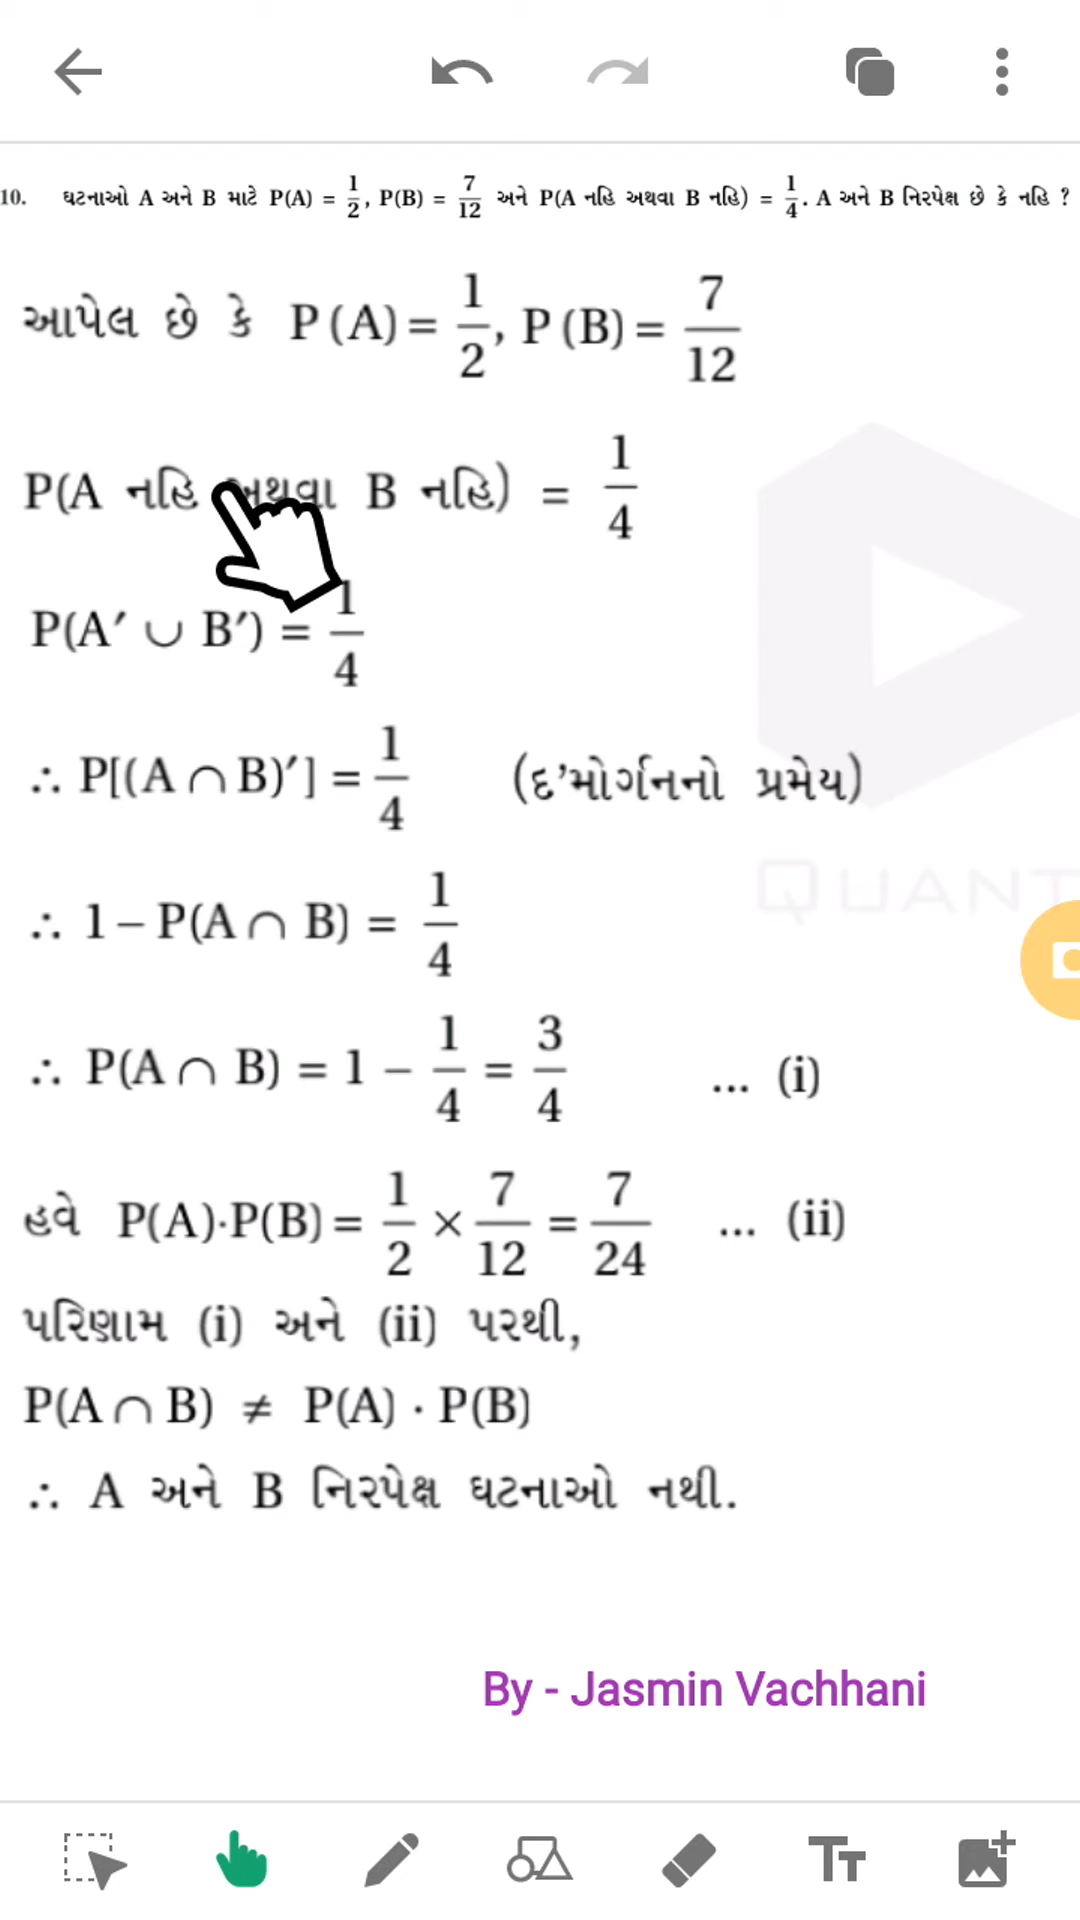 10. ઘટનાઓ A અને B માટે P(A) = 1/2, P(B) = 7/12 અને P(A નહિ અથવા B નહિ) = 1/4. A અને B નિરપેક્ષ છે કે નહિ ?
આપેલ છે કે P(A) = 1/2, P(B) = 7/12
P(A નહિ અથવા B નહિ) = 1/4
P(A′ ∪ B′) = 1/4
∴ P[(A ∩ B)′] = 1/4 (દ’મોર્ગનનો પ્રમેય)
QUANT
∴ 1 – P(A ∩ B) = 1/4
∴ P(A ∩ B) = 1 – 1/4 = 3/4 ... (i)
હવે P(A)·P(B) = 1/2 × 7/12 = 7/24 ... (ii)
પરિણામ (i) અને (ii) પરથી,
P(A ∩ B) ≠ P(A) · P(B)
∴ A અને B નિરપેક્ષ ઘટનાઓ નથી.
By - Jasmin Vachhani
TT